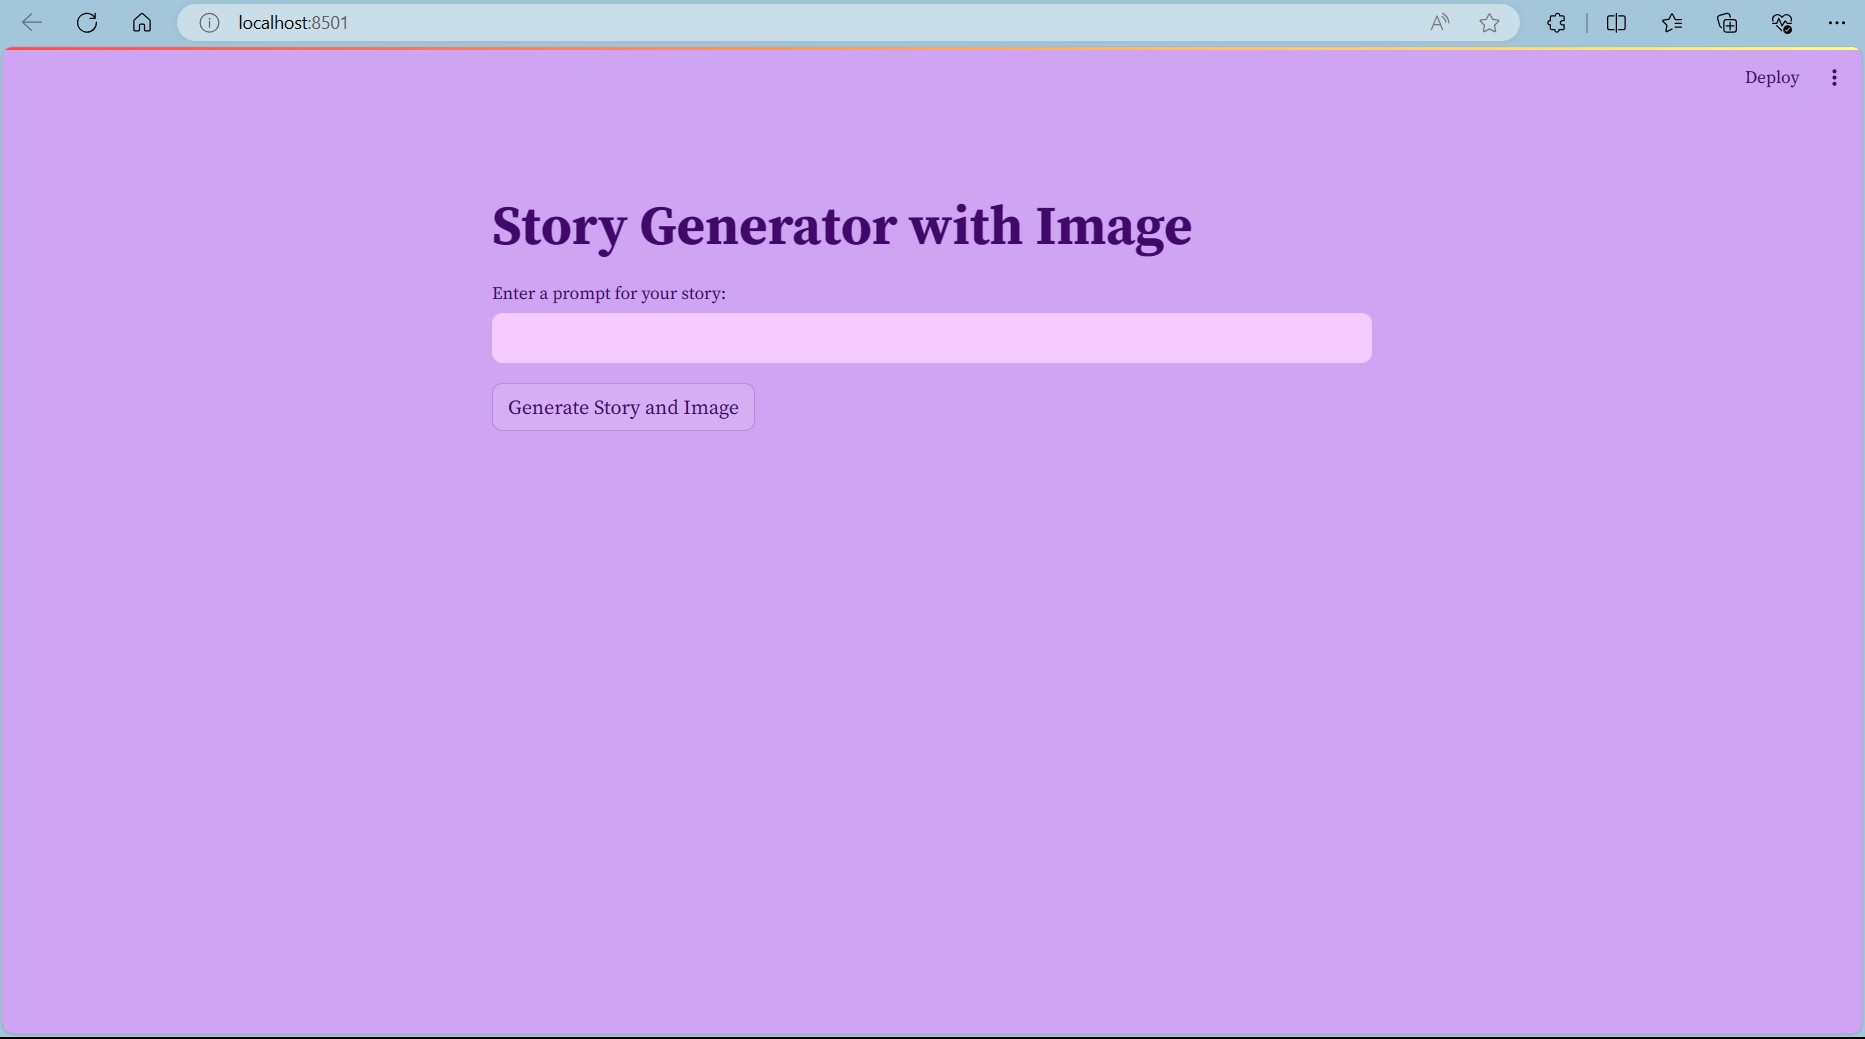 localhost:8501
Deploy
Story Generator with Image
Enter a prompt for your story:
Generate Story and Image